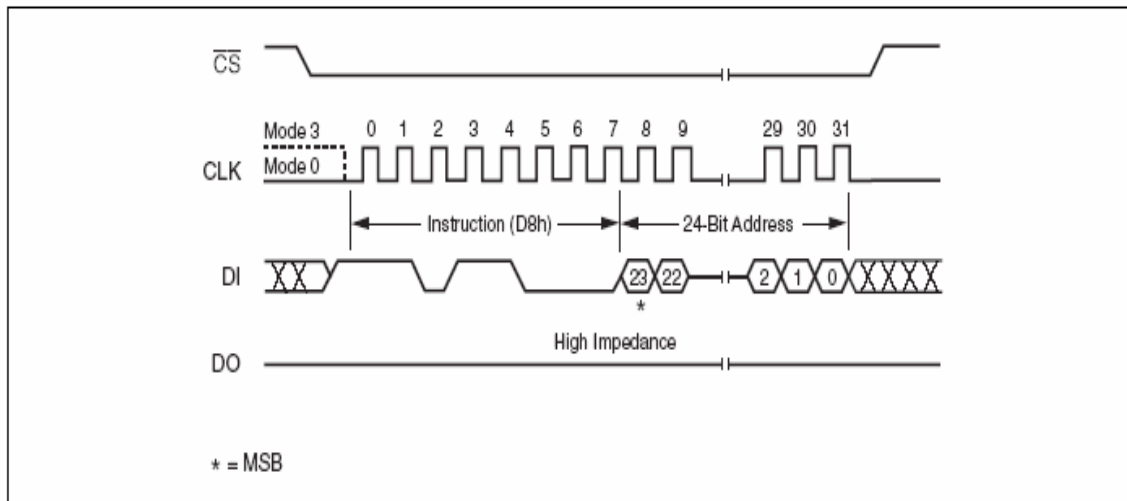 CS
Mode 3 0 1 2 3 4 5 6 7 8 9 29 30 31
CLK Mode 0
Instruction (D8h) 24-Bit Address
DI 23 22 2 1 0
*
High Impedance
DO
* = MSB